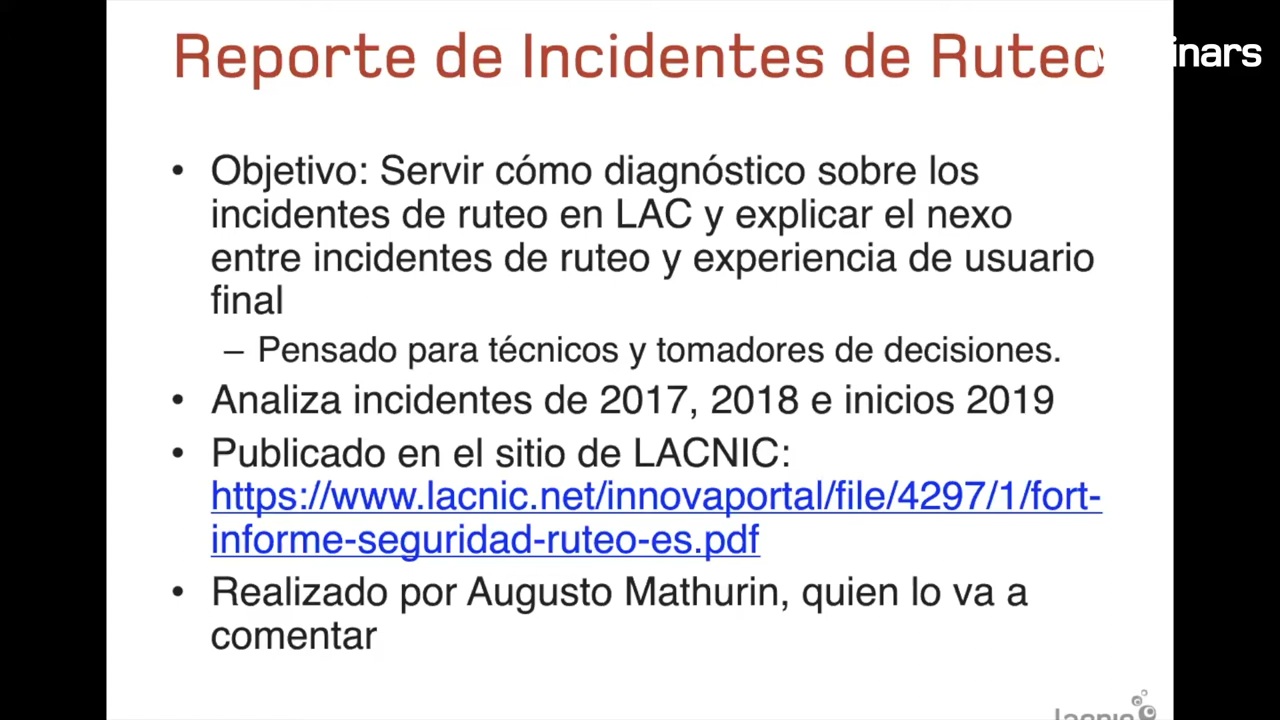 Reporte de Incidentes de Ruteo
• Objetivo: Servir cómo diagnóstico sobre los
incidentes de ruteo en LAC y explicar el nexo
entre incidentes de ruteo y experiencia de usuario
final
– Pensado para técnicos y tomadores de decisiones.
• Analiza incidentes de 2017, 2018 e inicios 2019
• Publicado en el sitio de LACNIC:
https://www.lacnic.net/innovaportal/file/4297/1/fort-
informe-seguridad-ruteo-es.pdf
• Realizado por Augusto Mathurin, quien lo va a
comentar
lacnic